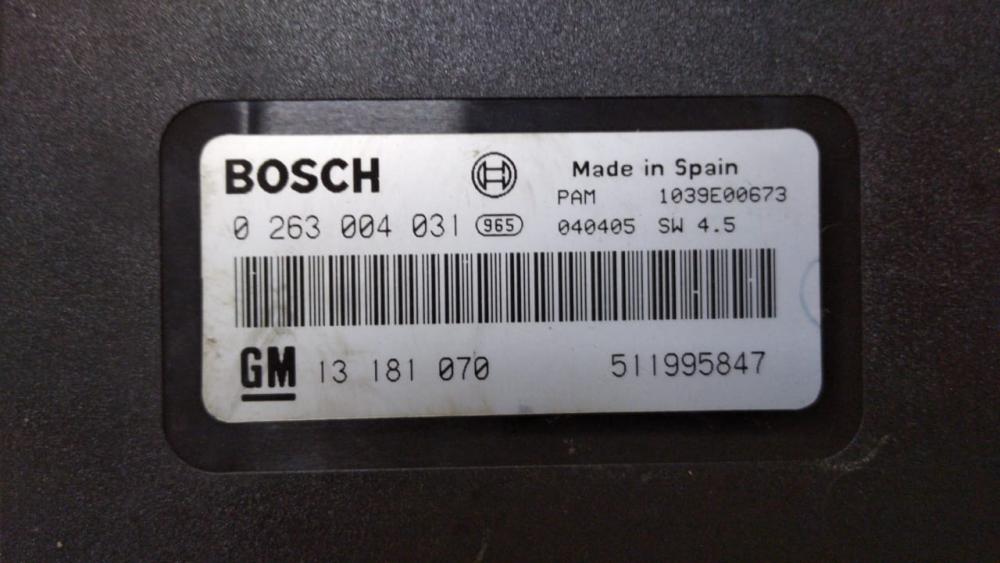 BOSCH
Made in Spain
PAM 1039E00673
0 263 004 031 965
040405 SW 4.5
GM 13 181 070 511995847